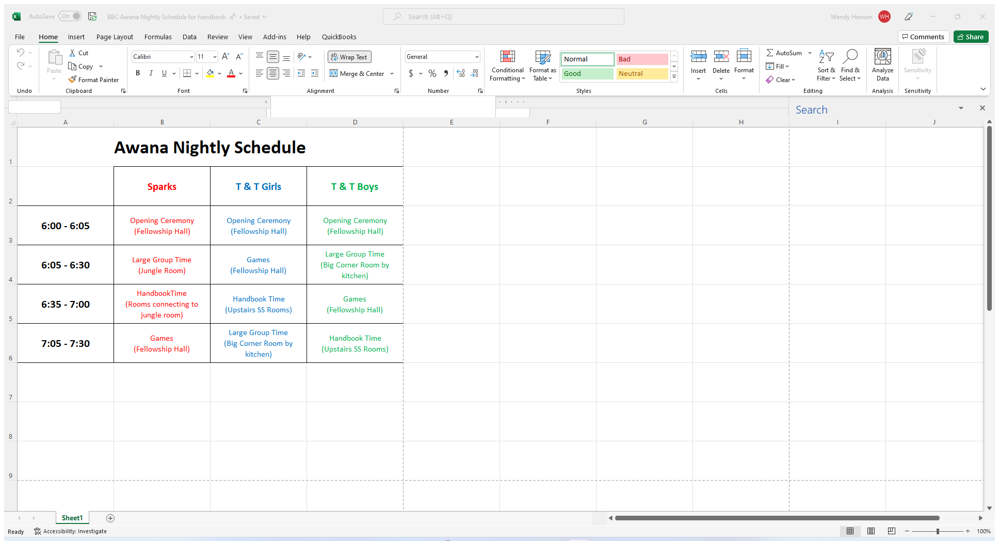 AutoSave On BBC Awana Nightly Schedule for handbook • Saved Search (Alt+Q) Wendy Henson WH
File Home Insert Page Layout Formulas Data Review View Add-ins Help QuickBooks Comments Share
Undo
Paste
Cut
Copy
Format Painter
Clipboard
Calibri 11
B I U
Font
Wrap Text
Merge & Center
Alignment
General
$ %
Number
Conditional Formatting
Format as Table
Normal Bad
Good Neutral
Styles
Insert Delete Format
Cells
AutoSum
Fill
Clear
Sort & Filter
Find & Select
Editing
Analyze Data
Analysis
Sensitivity
Sensitivity
Search
A B C D E F G H I J
Awana Nightly Schedule
1
Sparks T & T Girls T & T Boys
2
6:00 - 6:05
Opening Ceremony
(Fellowship Hall)
Opening Ceremony
(Fellowship Hall)
Opening Ceremony
(Fellowship Hall)
3
6:05 - 6:30
Large Group Time
(Jungle Room)
Games
(Fellowship Hall)
Large Group Time
(Big Corner Room by
kitchen)
4
6:35 - 7:00
HandbookTime
(Rooms connecting to
jungle room)
Handbook Time
(Upstairs SS Rooms)
Games
(Fellowship Hall)
5
7:05 - 7:30
Games
(Fellowship Hall)
Large Group Time
(Big Corner Room by
kitchen)
Handbook Time
(Upstairs SS Rooms)
6
7
8
9
Sheet1
Ready Accessibility: Investigate 100%